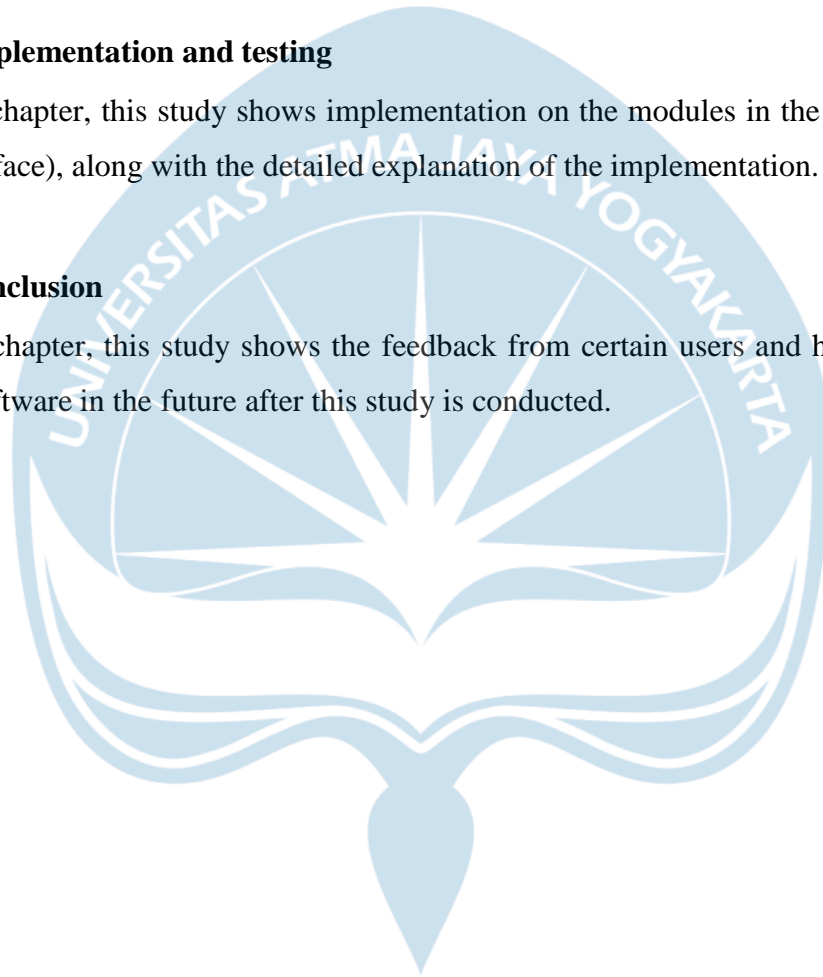 plementation and testing
chapter, this study shows implementation on the modules in the
face), along with the detailed explanation of the implementation.
nclusion
chapter, this study shows the feedback from certain users and h
ftware in the future after this study is conducted.
UNIVERSITAS ATMA JAYA YOGYAKARTA